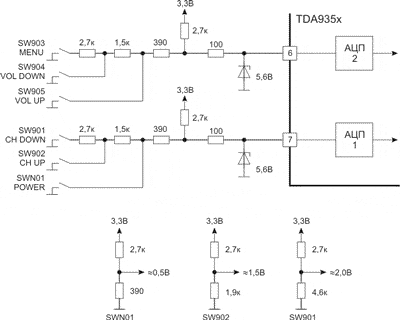 3,3В
TDA935x
SW903
MENU
2,7к
1,5к
390
2,7к
100
6
АЦП
2
SW904
VOL DOWN
5,6В
SW905
VOL UP
3,3В
2,7к
SW901
CH DOWN
2,7к
1,5к
390
100
7
АЦП
1
SW902
CH UP
5,6В
SWN01
POWER
3,3В 3,3В 3,3В
2,7к 2,7к 2,7к
≈0,5В ≈1,5В ≈2,0В
390 1,9к 4,6к
SWN01 SW902 SW901